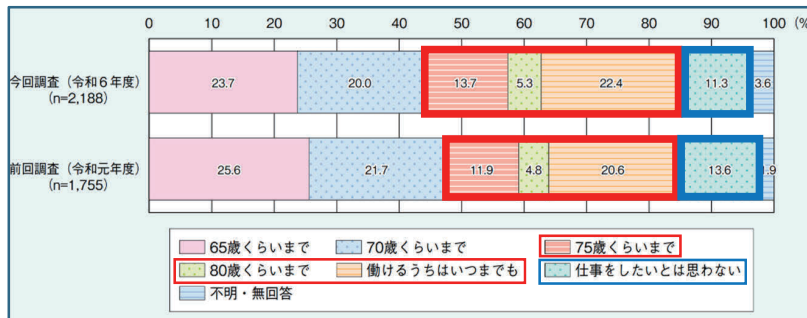 0 10 20 30 40 50 60 70 80 90 100 (%)
今回調査（令和６年度）
(n=2,188)
23.7 20.0 13.7 5.3 22.4 11.3 3.6
前回調査（令和元年度）
(n=1,755)
25.6 21.7 11.9 4.8 20.6 13.6 1.9
65歳くらいまで 70歳くらいまで 75歳くらいまで
80歳くらいまで 働けるうちはいつまでも 仕事をしたいとは思わない
不明・無回答